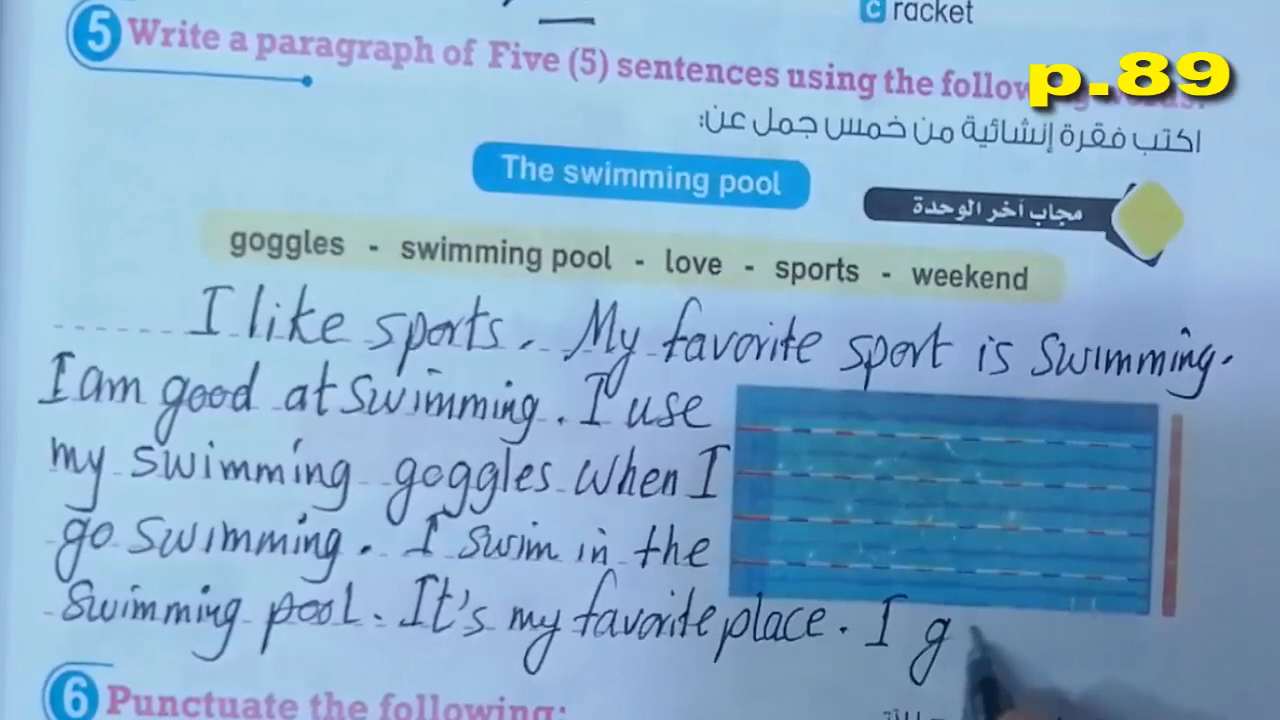 C racket
5 Write a paragraph of Five (5) sentences using the following words:
p.89
اكتب فقرة إنشائية من خمس جمل عن:
The swimming pool
مجاب آخر الوحدة
goggles - swimming pool - love - sports - weekend
I like sports. My favorite sport is swimming.
I am good at swimming. I use
my swimming goggles when I
go swimming. I swim in the
swimming pool. It's my favorite place. I g
6 Punctuate the following: